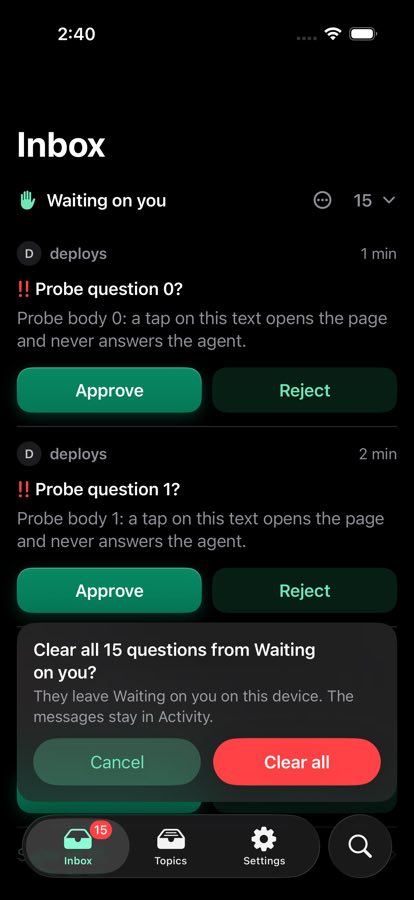 2:40
Inbox
Waiting on you
15
D deploys
1 min
‼ Probe question 0?
Probe body 0: a tap on this text opens the page
and never answers the agent.
Approve
Reject
D deploys
2 min
‼ Probe question 1?
Probe body 1: a tap on this text opens the page
and never answers the agent.
Approve
Reject
Clear all 15 questions from Waiting
on you?
They leave Waiting on you on this device. The
messages stay in Activity.
Cancel
Clear all
15
Inbox
Topics
Settings